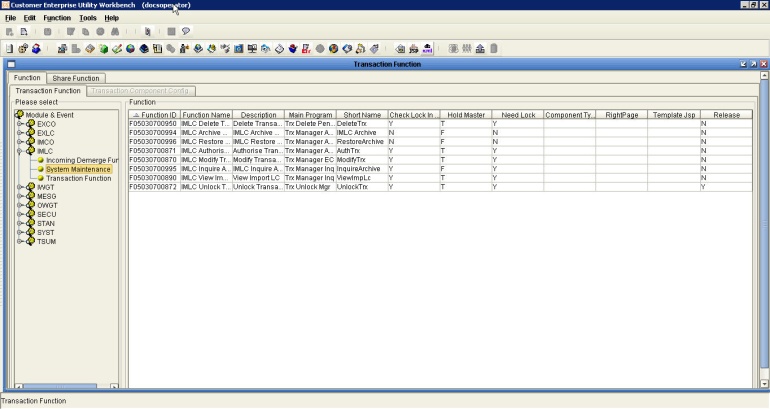 Customer Enterprise Utility Workbench (docsoperator)
File Edit Function Tools Help
Transaction Function
Function Share Function
Transaction Function Transaction Component Config...
Please select
Function
Module & Event
EXCO
EXLC
IMCO
IMLC
Incoming Demerge Fun
System Maintenance
Transaction Function
IWGT
MESG
OWGT
SECU
STAN
SYST
TSUM
Function ID Function Name Description Main Program Short Name Check Lock In... Hold Master Need Lock Component Ty... RightPage Template Jsp Release
F05030700950 IMLC Delete T... Delete Transa... Trx Delete Pen... DeleteTrx Y T Y N
F05030700994 IMLC Archive ... IMLC Archive ... Trx Manager A... IMLC Archive N F N N
F05030700996 IMLC Restore ... IMLC Restore ... Trx Manager A... RestoreArchive N F N N
F05030700871 IMLC Authoris... Authorise Tran... Trx Manager A... AuthTrx Y T Y N
F05030700870 IMLC Modify Tr... Modify Transa... Trx Manager EC ModifyTrx Y T Y N
F05030700995 IMLC Inquire A... IMLC Inquire A... Trx Manager Inq InquireArchive Y F Y N
F05030700890 IMLC View Im... View Import LC Trx Manager Inq ViewImpLc Y T Y N
F05030700872 IMLC Unlock T... Unlock Transa... Trx Unlock Mgr UnlockTrx Y T Y Y
Transaction Function